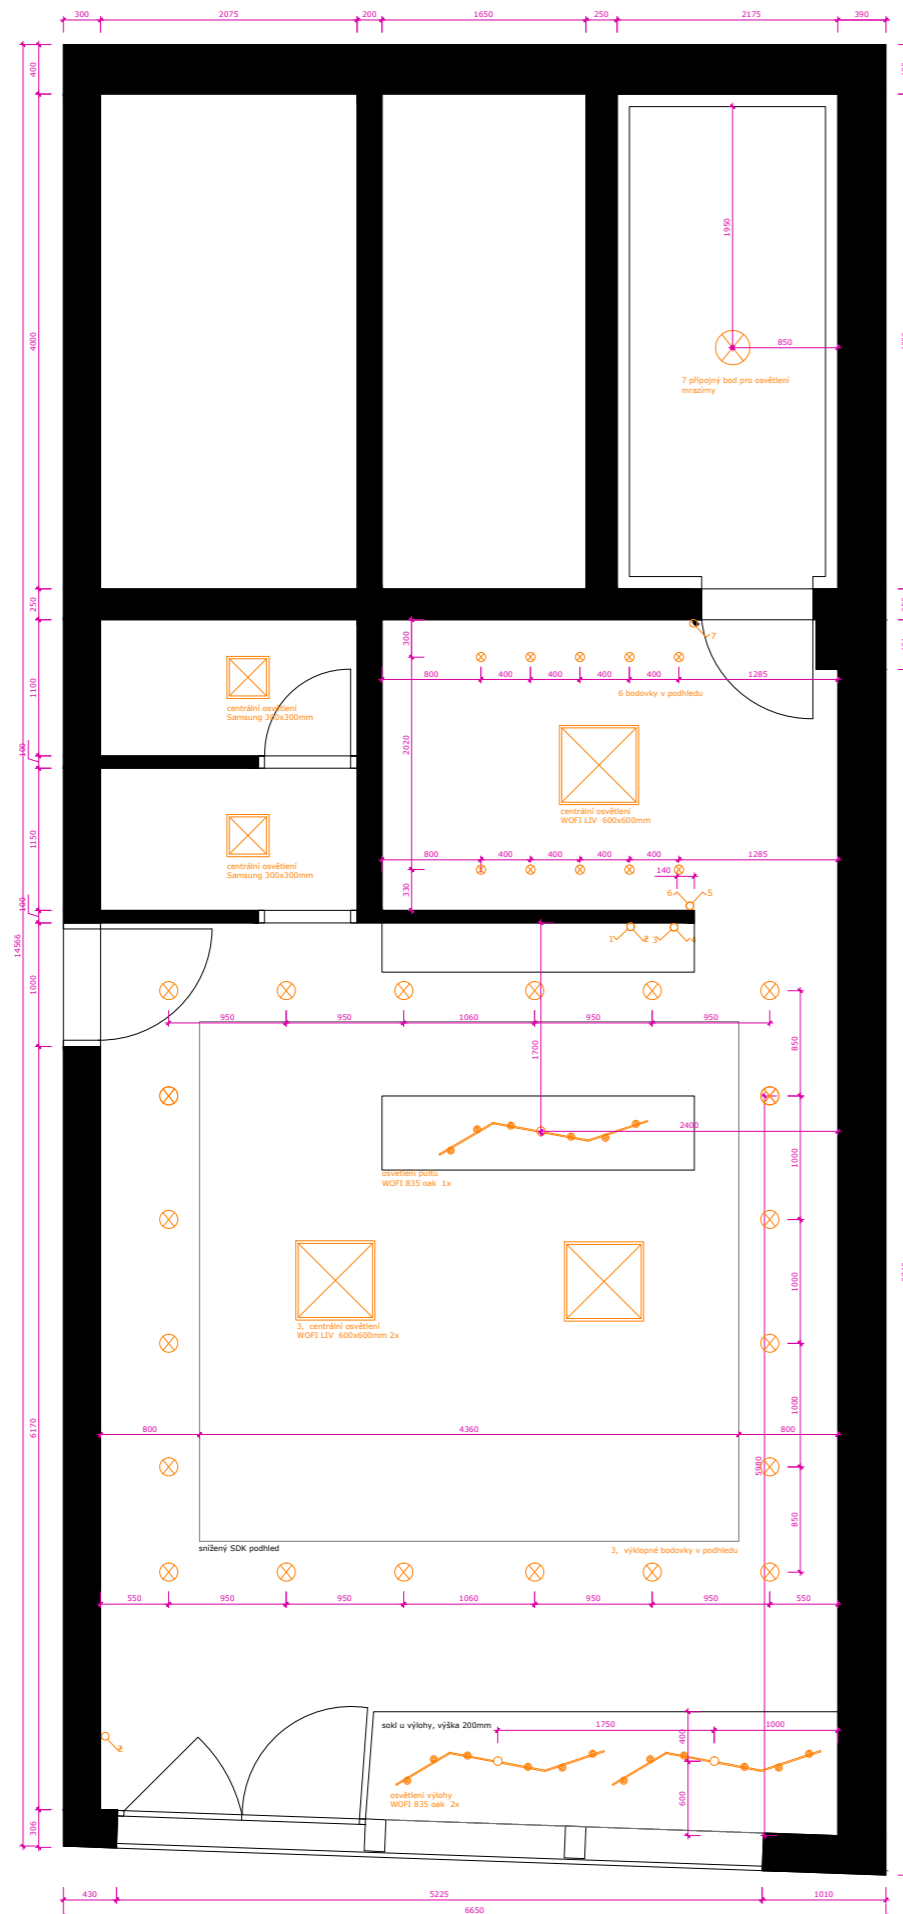 300 2075 200 1650 250 2175 390
400
4000
1950
850
7 přípojný bod pro osvětlení
mrazírny
250
300
7
800 400 400 400 400 1285
6 bodovky v podhledu
1100
centrální osvětlení
Samsung 300x300mm
100
2020
centrální osvětlení
WOFI LIV 600x600mm
1150
centrální osvětlení
Samsung 300x300mm
800 400 400 400 400 1285
140
330
6 5
100
1 2 3 4
14566
1000
950 950 1060 950 950
1700
850
2400
1000
osvětlení pultu
WOFI 835 oak 1x
1000
3, centrální osvětlení
WOFI LIV 600x600mm 2x
1000
6170
800 4360 800
5980
850
snížený SDK podhled
3, výklopné bodovky v podhledu
550 950 950 1060 950 950 550
sokl u výlohy, výška 200mm
1750 1000
400
2
600
osvětlení výlohy
WOFI 835 oak 2x
306
430 5225 1010
6650